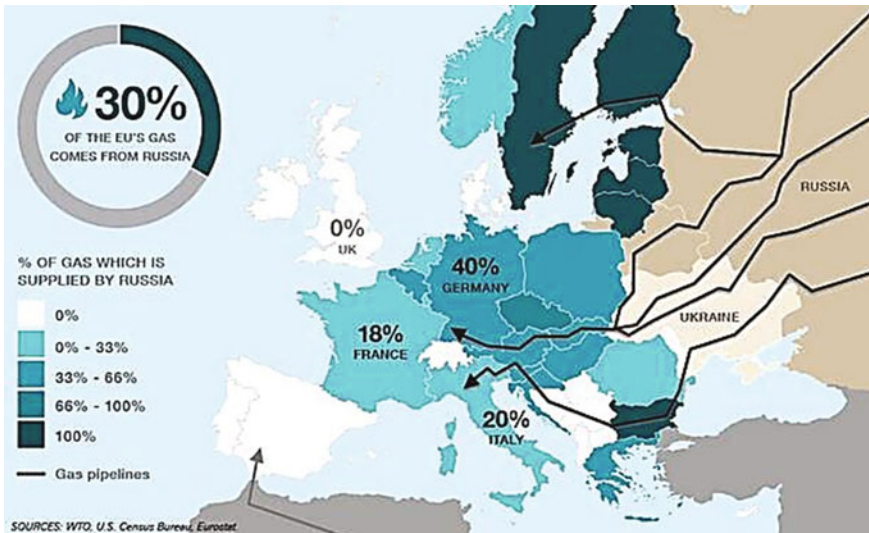 30%
OF THE EU'S GAS
COMES FROM RUSSIA
% OF GAS WHICH IS
SUPPLIED BY RUSSIA
0%
0% - 33%
33% - 66%
66% - 100%
100%
Gas pipelines
0%
UK
40%
GERMANY
18%
FRANCE
20%
ITALY
UKRAINE
RUSSIA
SOURCES: WTO, U.S. Census Bureau, Eurostat